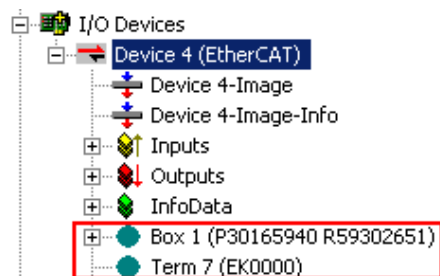 I/O Devices
Device 4 (EtherCAT)
Device 4-Image
Device 4-Image-Info
Inputs
Outputs
InfoData
Box 1 (P30165940 R59302651)
Term 7 (EK0000)